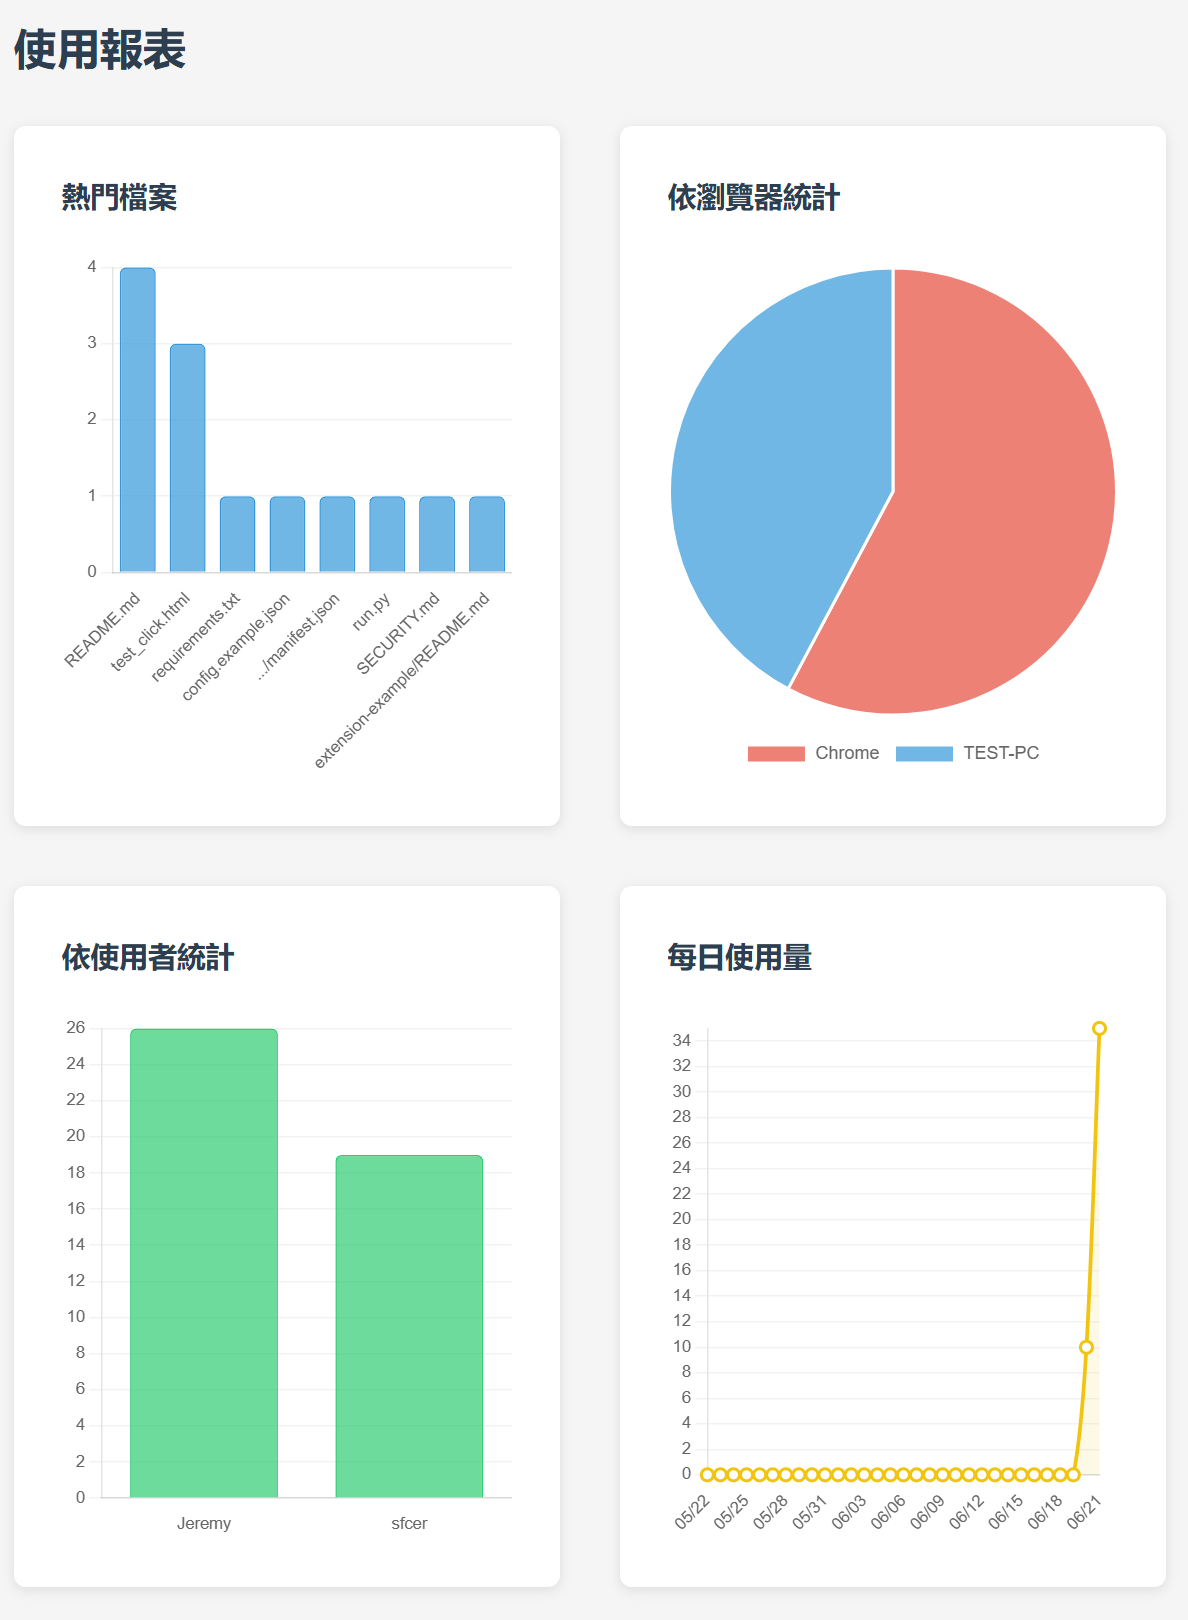 使用報表
熱門檔案
4
3
2
1
0
README.md
test_click.html
requirements.txt
config.example.json
.../manifest.json
run.py
SECURITY.md
extension-example/README.md
依瀏覽器統計
Chrome
TEST-PC
依使用者統計
26
24
22
20
18
16
14
12
10
8
6
4
2
0
Jeremy
sfcer
每日使用量
34
32
30
28
26
24
22
20
18
16
14
12
10
8
6
4
2
0
05/22
05/25
05/28
05/31
06/03
06/06
06/09
06/12
06/15
06/18
06/21